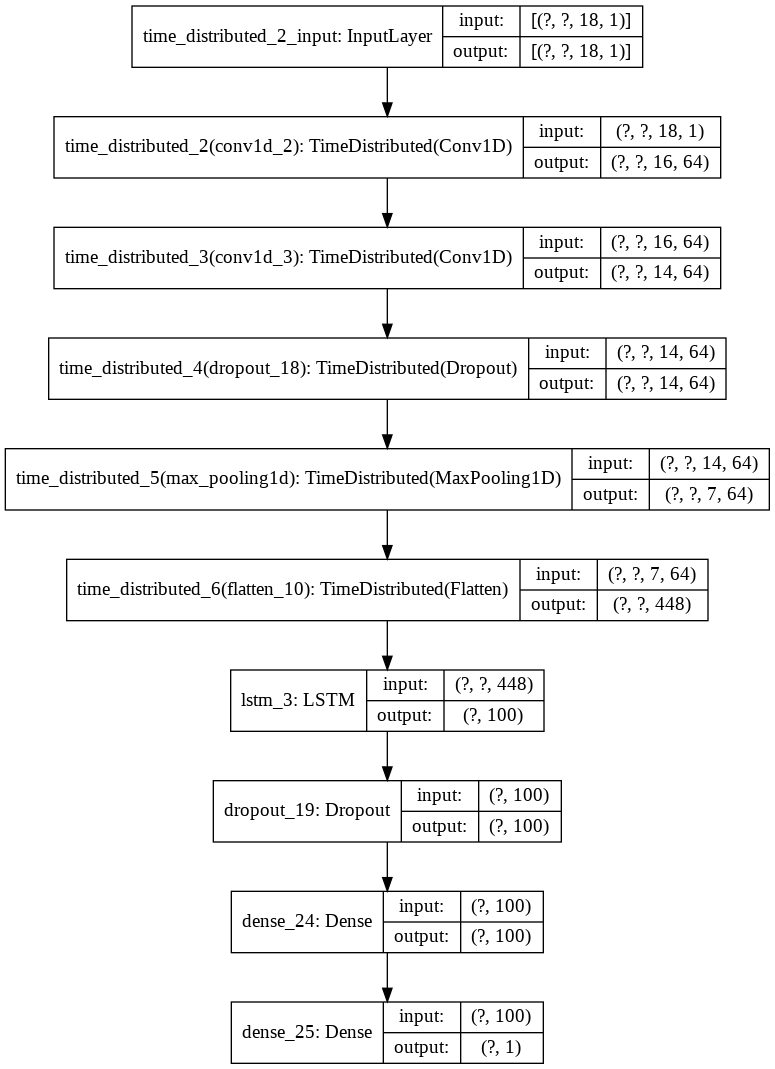 time_distributed_2_input: InputLayer
input: [(?, ?, 18, 1)]
output: [(?, ?, 18, 1)]
time_distributed_2(conv1d_2): TimeDistributed(Conv1D)
input: (?, ?, 18, 1)
output: (?, ?, 16, 64)
time_distributed_3(conv1d_3): TimeDistributed(Conv1D)
input: (?, ?, 16, 64)
output: (?, ?, 14, 64)
time_distributed_4(dropout_18): TimeDistributed(Dropout)
input: (?, ?, 14, 64)
output: (?, ?, 14, 64)
time_distributed_5(max_pooling1d): TimeDistributed(MaxPooling1D)
input: (?, ?, 14, 64)
output: (?, ?, 7, 64)
time_distributed_6(flatten_10): TimeDistributed(Flatten)
input: (?, ?, 7, 64)
output: (?, ?, 448)
lstm_3: LSTM
input: (?, ?, 448)
output: (?, 100)
dropout_19: Dropout
input: (?, 100)
output: (?, 100)
dense_24: Dense
input: (?, 100)
output: (?, 100)
dense_25: Dense
input: (?, 100)
output: (?, 1)